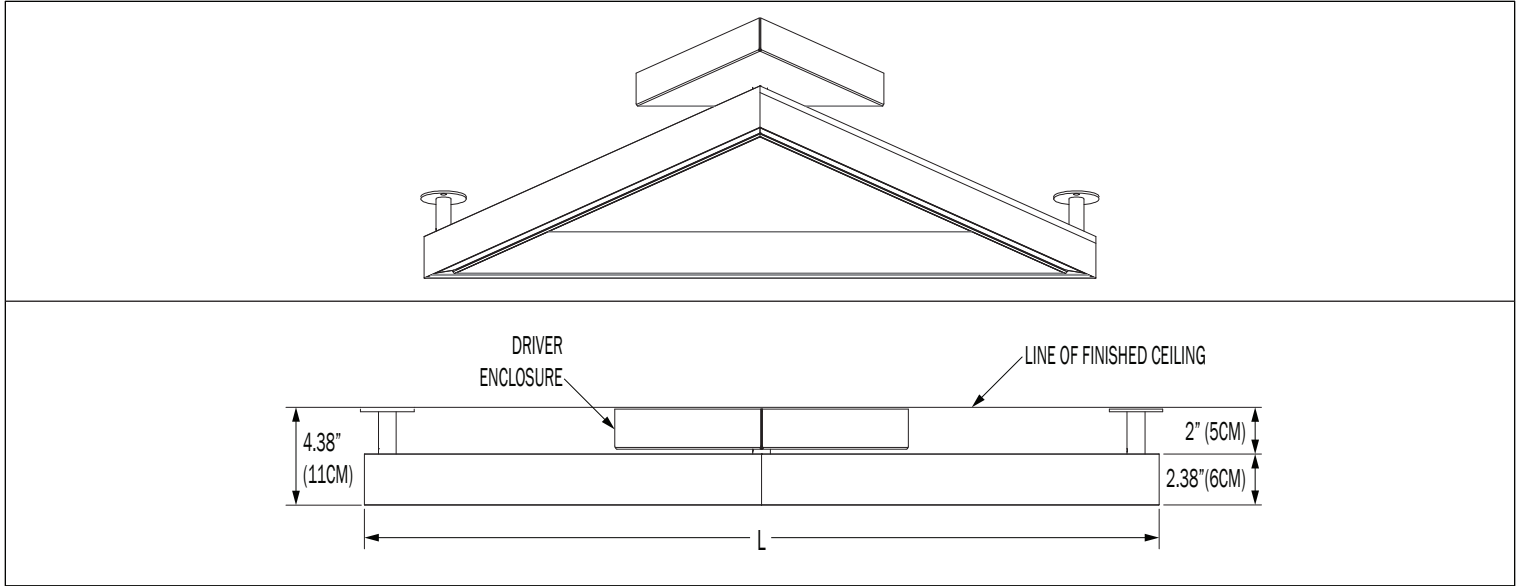 DRIVER
ENCLOSURE
LINE OF FINISHED CEILING
4.38”
(11CM)
2” (5CM)
2.38”(6CM)
L